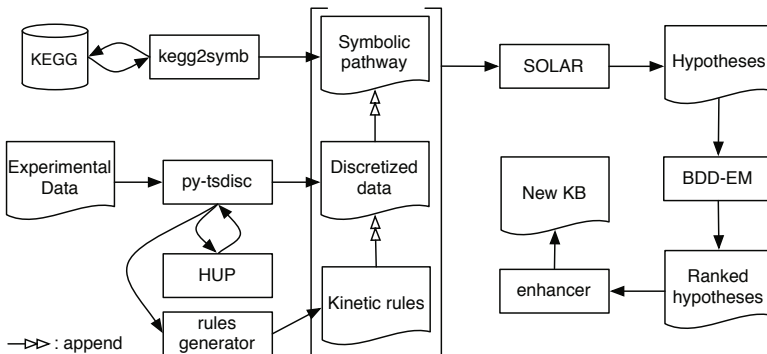 KEGG
kegg2symb
Symbolic
pathway
SOLAR
Hypotheses
Experimental
Data
py-tsdisc
Discretized
data
New KB
BDD-EM
HUP
Kinetic rules
enhancer
Ranked
hypotheses
rules
generator
: append